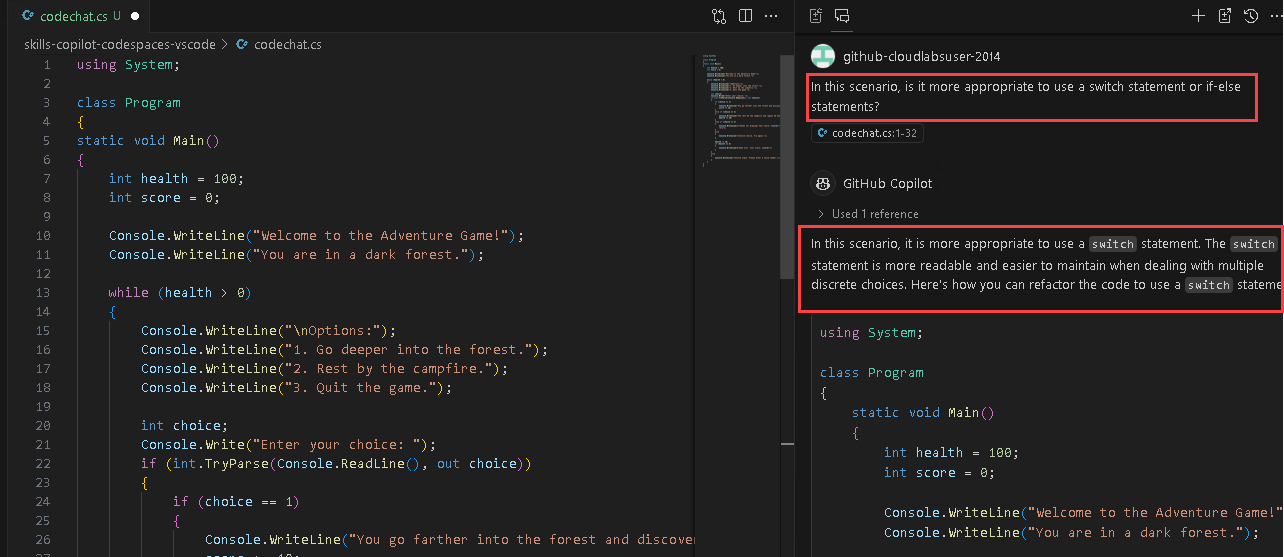 codechat.cs U
skills-copilot-codespaces-vscode > codechat.cs
1 using System;
2
3 class Program
4 {
5 static void Main()
6 {
7 int health = 100;
8 int score = 0;
9
10 Console.WriteLine("Welcome to the Adventure Game!");
11 Console.WriteLine("You are in a dark forest.");
12
13 while (health > 0)
14 {
15 Console.WriteLine("\nOptions:");
16 Console.WriteLine("1. Go deeper into the forest.");
17 Console.WriteLine("2. Rest by the campfire.");
18 Console.WriteLine("3. Quit the game.");
19
20 int choice;
21 Console.Write("Enter your choice: ");
22 if (int.TryParse(Console.ReadLine(), out choice))
23 {
24 if (choice == 1)
25 {
26 Console.WriteLine("You go farther into the forest and discover
github-cloudlabsuser-2014
In this scenario, is it more appropriate to use a switch statement or if-else
statements?
codechat.cs:1-32
GitHub Copilot
> Used 1 reference
In this scenario, it is more appropriate to use a switch statement. The switch
statement is more readable and easier to maintain when dealing with multiple
discrete choices. Here's how you can refactor the code to use a switch stateme
using System;
class Program
{
static void Main()
{
int health = 100;
int score = 0;
Console.WriteLine("Welcome to the Adventure Game!"
Console.WriteLine("You are in a dark forest.");